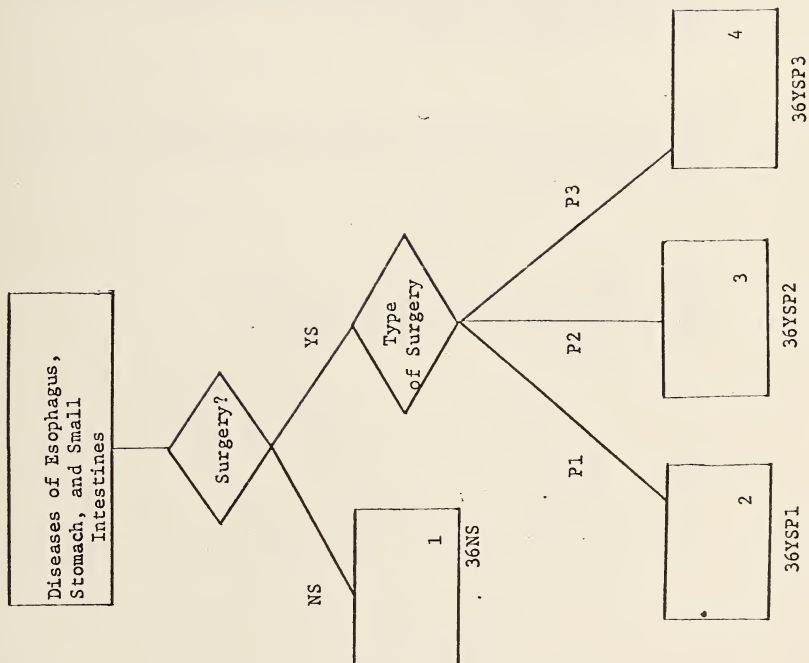 Diseases of Esophagus,
Stomach, and Small
Intestines
Surgery?
NS
YS
1
36NS
Type
of Surgery
P1
P2
P3
2
36YSP1
3
36YSP2
4
36YSP3